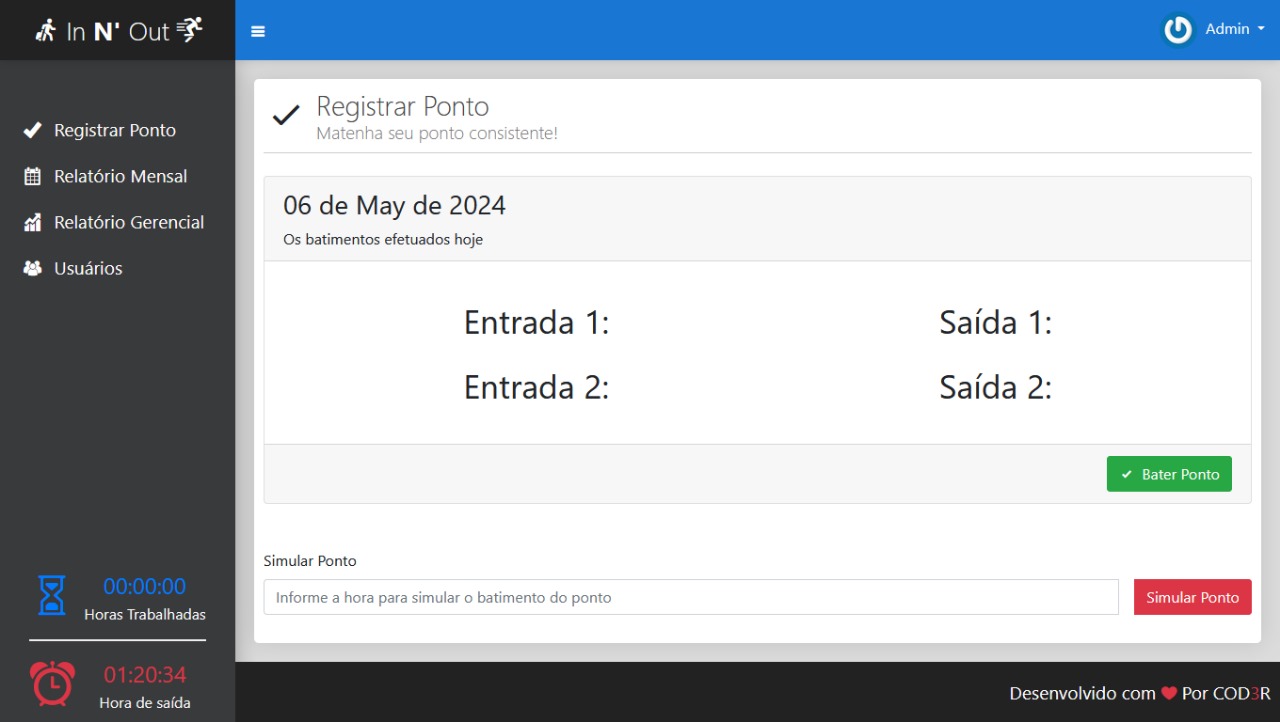 In N' Out
Admin
Registrar Ponto
Relatório Mensal
Relatório Gerencial
Usuários
00:00:00
Horas Trabalhadas
01:20:34
Hora de saída
Registrar Ponto
Matenha seu ponto consistente!
06 de May de 2024
Os batimentos efetuados hoje
Entrada 1: Saída 1:
Entrada 2: Saída 2:
Bater Ponto
Simular Ponto
Informe a hora para simular o batimento do ponto
Simular Ponto
Desenvolvido com ❤ Por COD3R